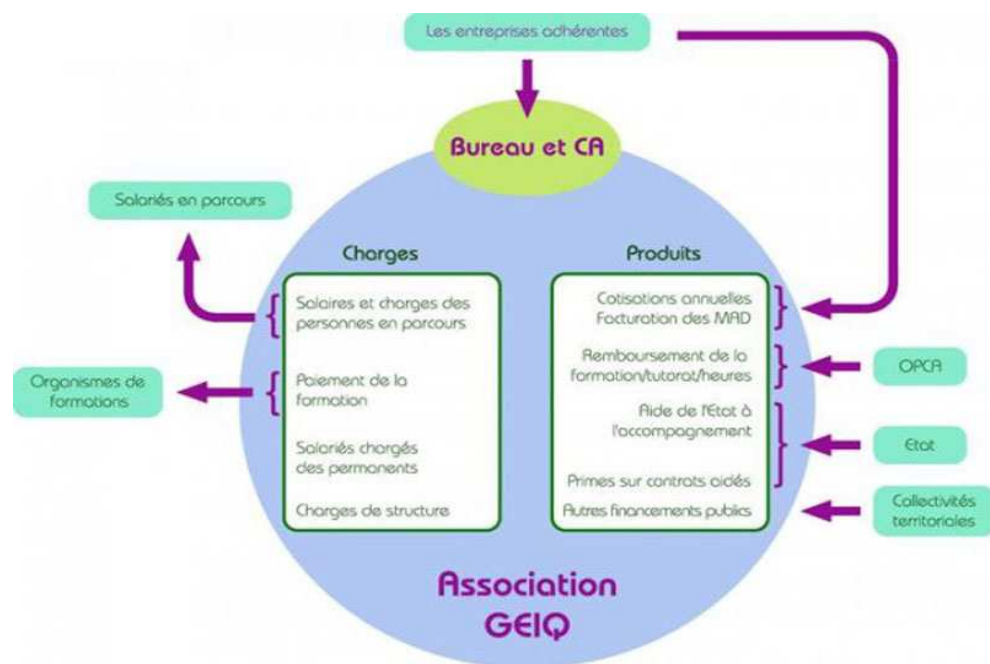 Les entreprises adhérentes
Bureau et CA
Salariés en parcours
Charges
Salaires et charges des
personnes en parcours
Paiement de la
formation
Salariés chargés
des permanents
Charges de structure
Organismes de
formations
Produits
Cotisations annuelles
Facturation des MAD
Remboursement de la
formation/tutorat/heures
Aide de l'Etat à
l'accompagnement
Primes sur contrats aidés
Autres financements publics
OPCA
Etat
Collectivités
territoriales
Association
GEIQ